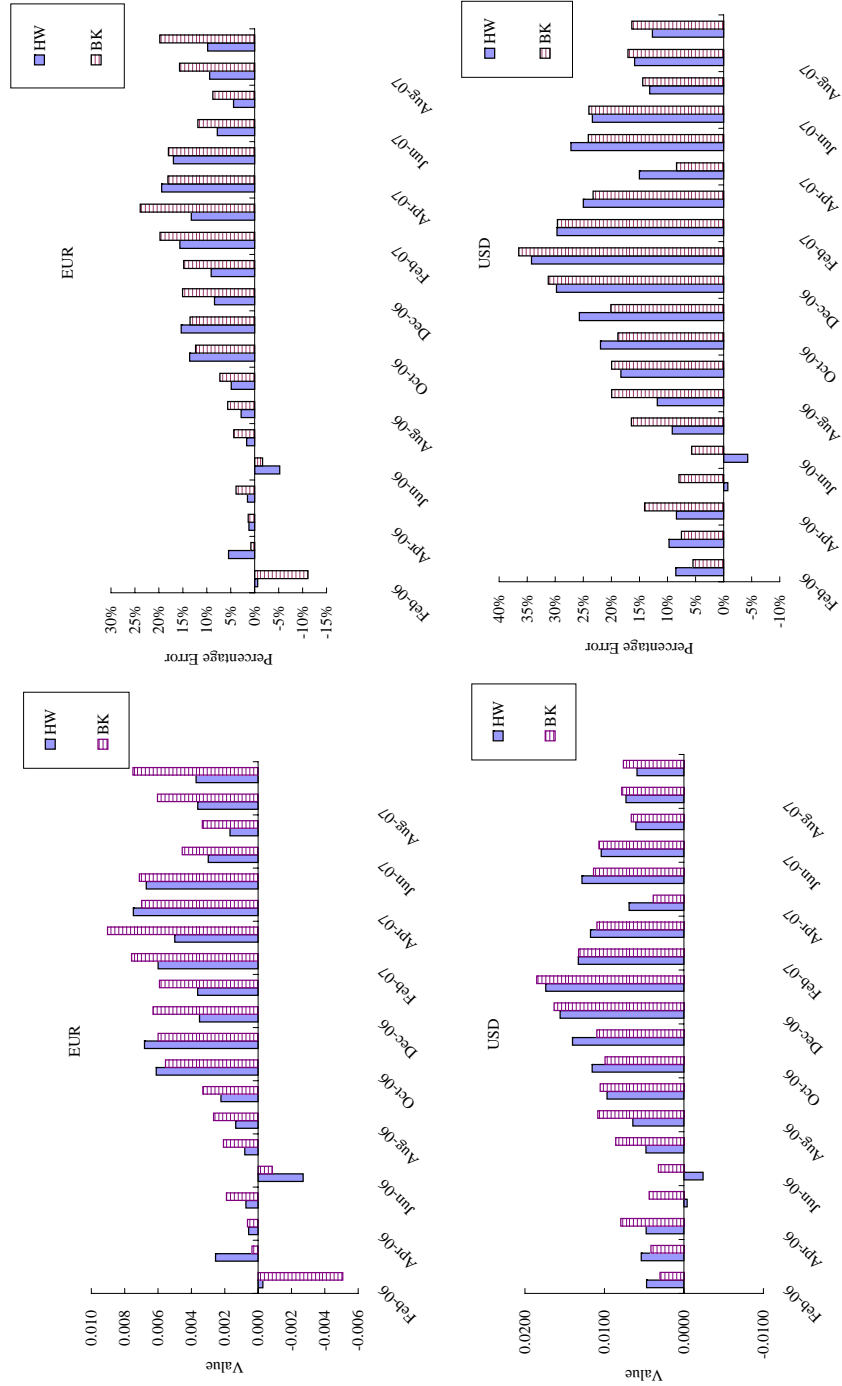 EUR
0.010
0.008
0.006
0.004
0.002
0.000
-0.002
-0.004
-0.006
Value
Feb-06
Apr-06
Jun-06
Aug-06
Oct-06
Dec-06
Feb-07
Apr-07
Jun-07
Aug-07
HW
BK
EUR
30%
25%
20%
15%
10%
5%
0%
-5%
-10%
-15%
Percentage Error
Feb-06
Apr-06
Jun-06
Aug-06
Oct-06
Dec-06
Feb-07
Apr-07
Jun-07
Aug-07
HW
BK
USD
0.0200
0.0100
0.0000
-0.0100
Value
Feb-06
Apr-06
Jun-06
Aug-06
Oct-06
Dec-06
Feb-07
Apr-07
Jun-07
Aug-07
HW
BK
USD
40%
35%
30%
25%
20%
15%
10%
5%
0%
-5%
-10%
Percentage Error
Feb-06
Apr-06
Jun-06
Aug-06
Oct-06
Dec-06
Feb-07
Apr-07
Jun-07
Aug-07
HW
BK